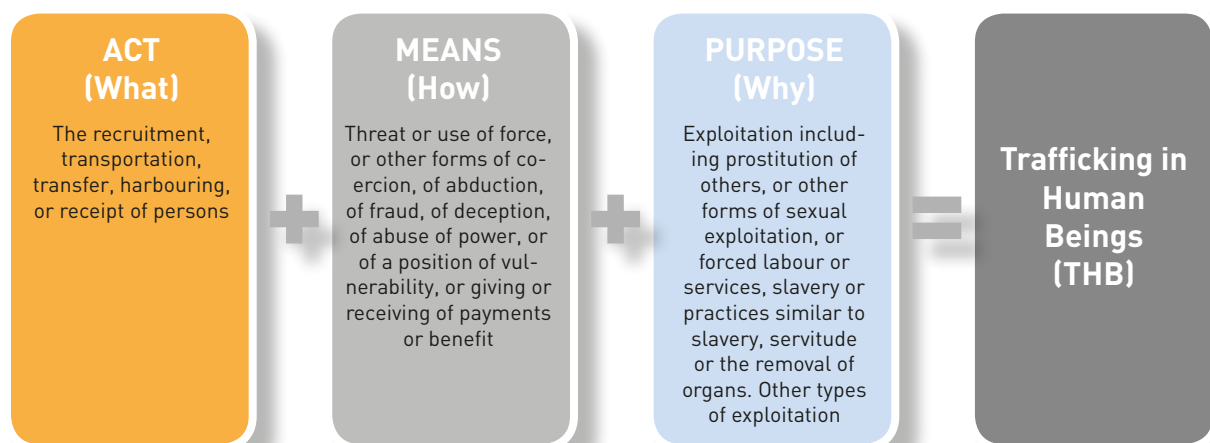 ACT
(What)
The recruitment,
transportation,
transfer, harbouring,
or receipt of persons
MEANS
(How)
Threat or use of force,
or other forms of co-
ercion, of abduction,
of fraud, of deception,
of abuse of power, or
of a position of vul-
nerability, or giving or
receiving of payments
or benefit
PURPOSE
(Why)
Exploitation includ-
ing prostitution of
others, or other
forms of sexual
exploitation, or
forced labour or
services, slavery or
practices similar to
slavery, servitude
or the removal of
organs. Other types
of exploitation
Trafficking in
Human
Beings
(THB)